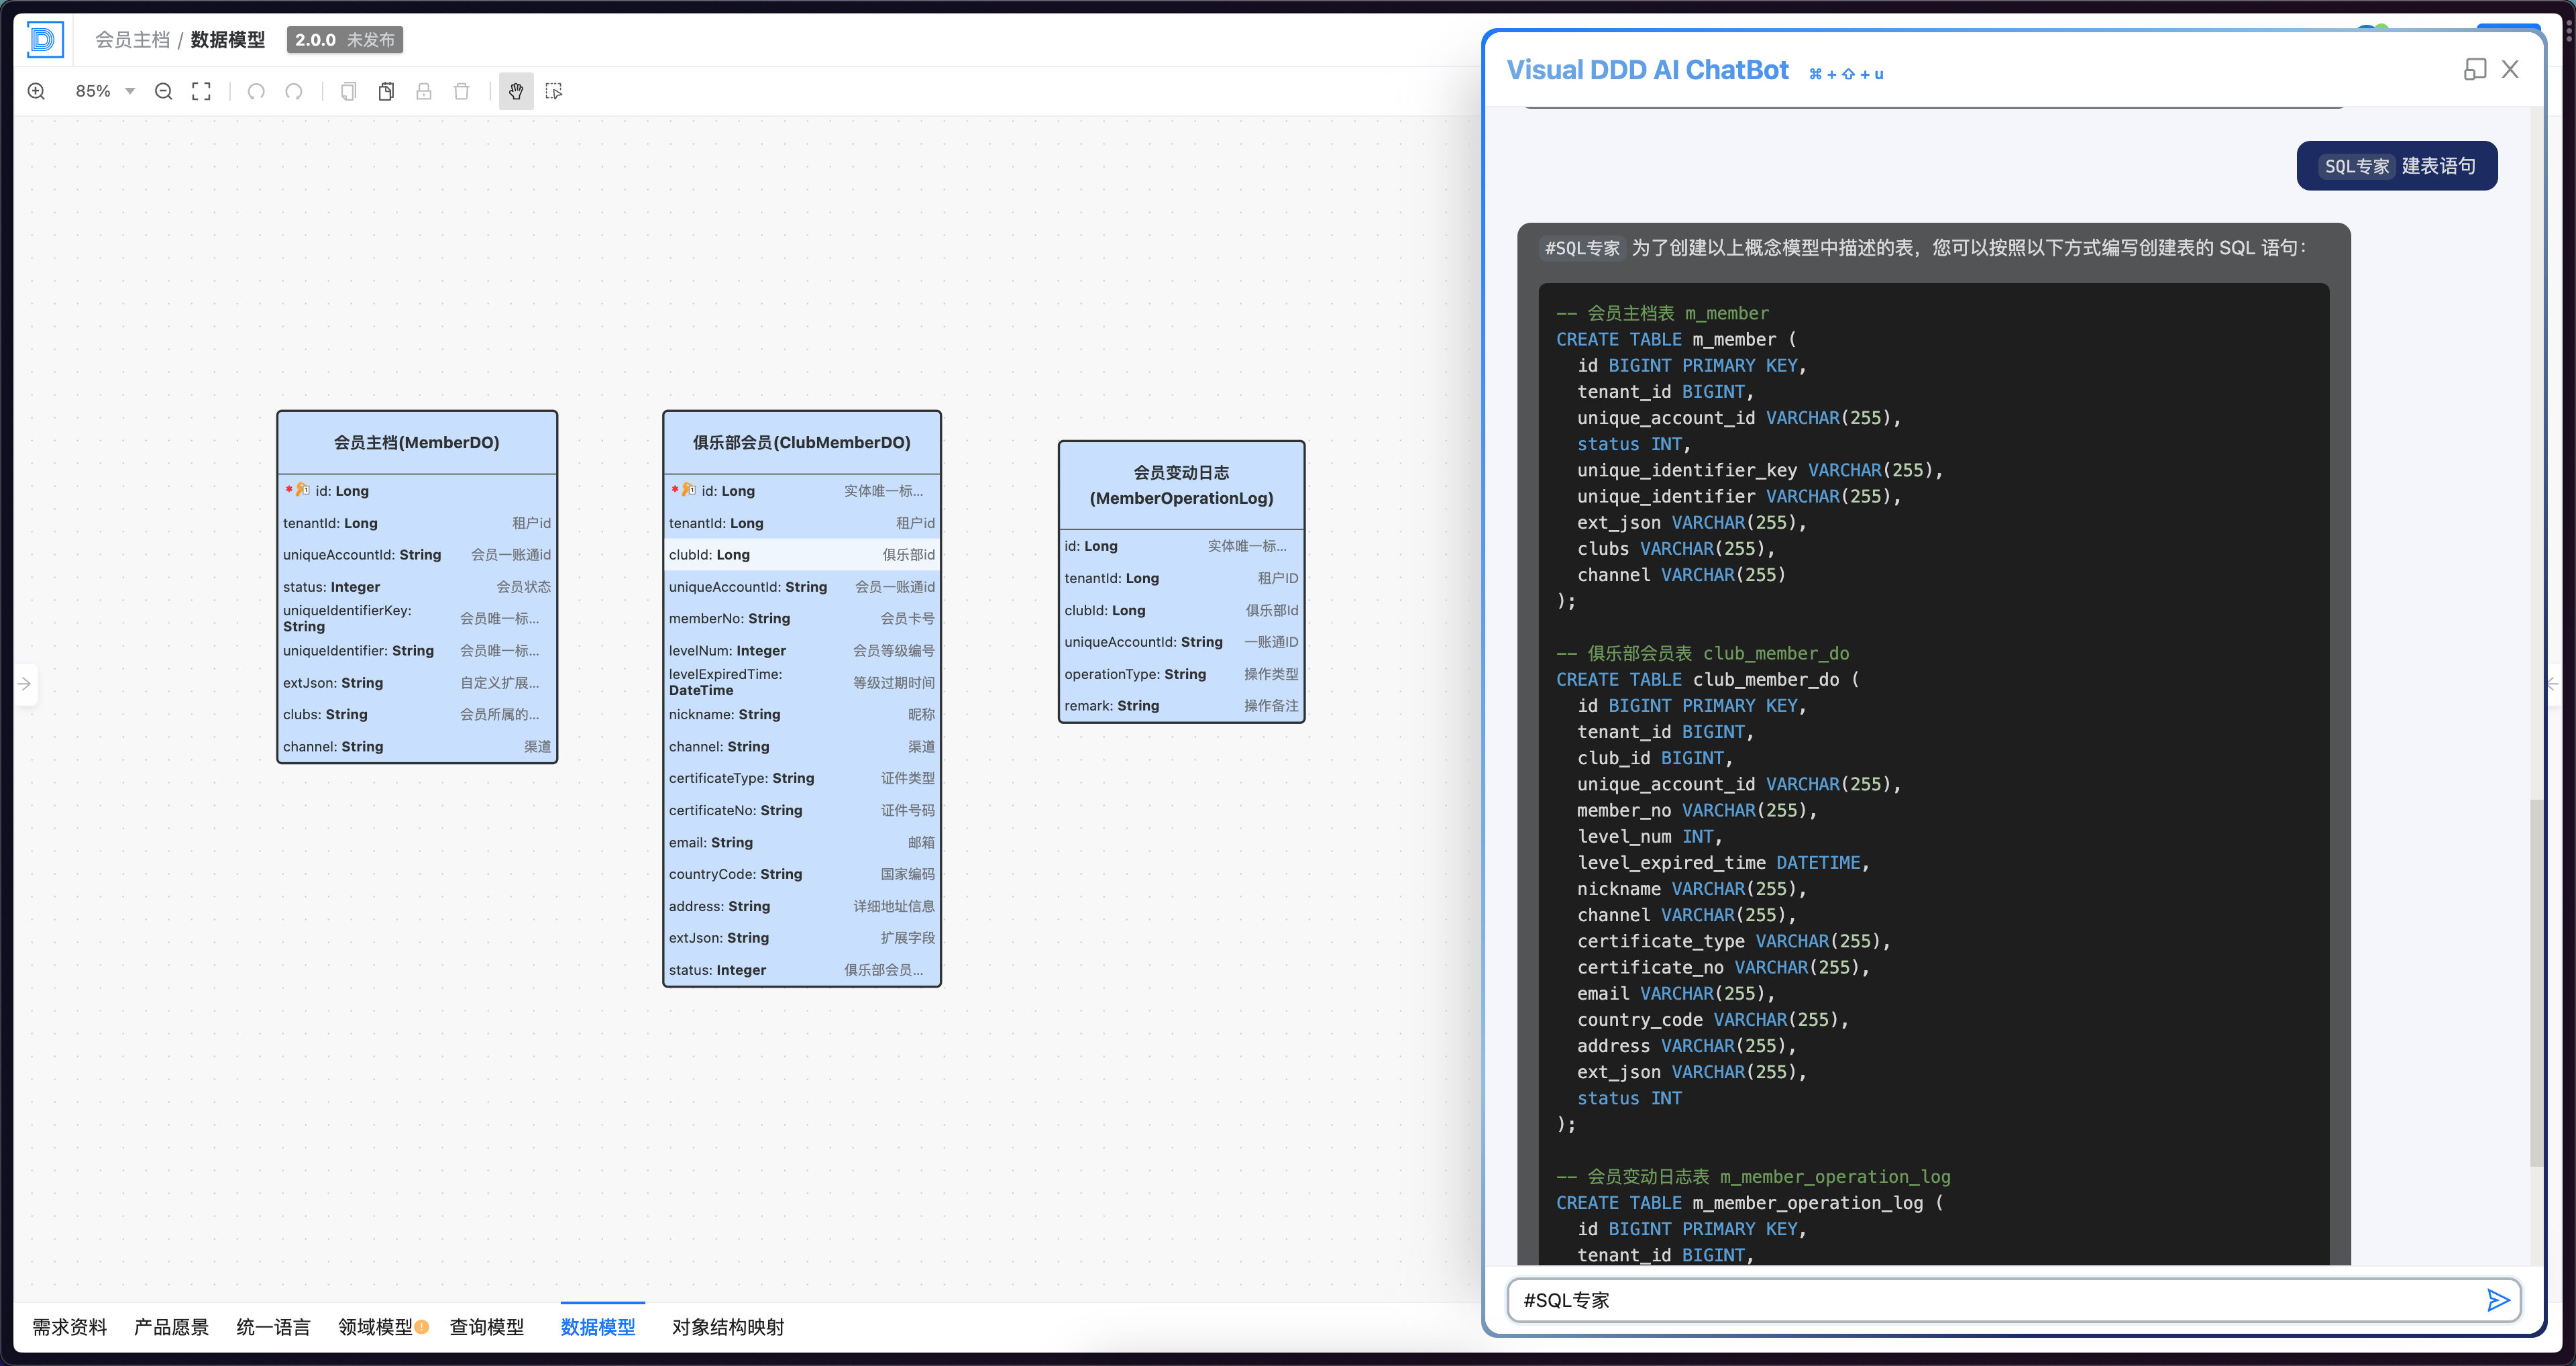 会员主档 / 数据模型 2.0.0 未发布
85%
会员主档(MemberDO)
* id: Long
tenantId: Long 租户id
uniqueAccountId: String 会员一账通id
status: Integer 会员状态
uniqueIdentifierKey:
String 会员唯一标...
uniqueIdentifier: String 会员唯一标...
extJson: String 自定义扩展...
clubs: String 会员所属的...
channel: String 渠道
俱乐部会员(ClubMemberDO)
* id: Long 实体唯一标...
tenantId: Long 租户id
clubId: Long 俱乐部id
uniqueAccountId: String 会员一账通id
memberNo: String 会员卡号
levelNum: Integer 会员等级编号
levelExpiredTime:
DateTime 等级过期时间
nickname: String 昵称
channel: String 渠道
certificateType: String 证件类型
certificateNo: String 证件号码
email: String 邮箱
countryCode: String 国家编码
address: String 详细地址信息
extJson: String 扩展字段
status: Integer 俱乐部会员...
会员变动日志
(MemberOperationLog)
id: Long 实体唯一标...
tenantId: Long 租户ID
clubId: Long 俱乐部Id
uniqueAccountId: String 一账通ID
operationType: String 操作类型
remark: String 操作备注
需求资料 产品愿景 统一语言 领域模型 查询模型 数据模型 对象结构映射
Visual DDD AI ChatBot ⌘ + ⇧ + u
SQL专家 建表语句
#SQL专家 为了创建以上概念模型中描述的表，您可以按照以下方式编写创建表的 SQL 语句：
-- 会员主档表 m_member
CREATE TABLE m_member (
id BIGINT PRIMARY KEY,
tenant_id BIGINT,
unique_account_id VARCHAR(255),
status INT,
unique_identifier_key VARCHAR(255),
unique_identifier VARCHAR(255),
ext_json VARCHAR(255),
clubs VARCHAR(255),
channel VARCHAR(255)
);
-- 俱乐部会员表 club_member_do
CREATE TABLE club_member_do (
id BIGINT PRIMARY KEY,
tenant_id BIGINT,
club_id BIGINT,
unique_account_id VARCHAR(255),
member_no VARCHAR(255),
level_num INT,
level_expired_time DATETIME,
nickname VARCHAR(255),
channel VARCHAR(255),
certificate_type VARCHAR(255),
certificate_no VARCHAR(255),
email VARCHAR(255),
country_code VARCHAR(255),
address VARCHAR(255),
ext_json VARCHAR(255),
status INT
);
-- 会员变动日志表 m_member_operation_log
CREATE TABLE m_member_operation_log (
id BIGINT PRIMARY KEY,
tenant_id BIGINT,
#SQL专家